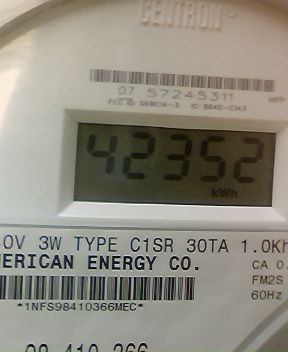 CENTRON®
07 57245311
42352
kWh
0V 3W TYPE C1SR 30TA 1.0Kh
MERICAN ENERGY CO.
CA 0.
FM2S
60Hz
*1NFS98410366MEC*